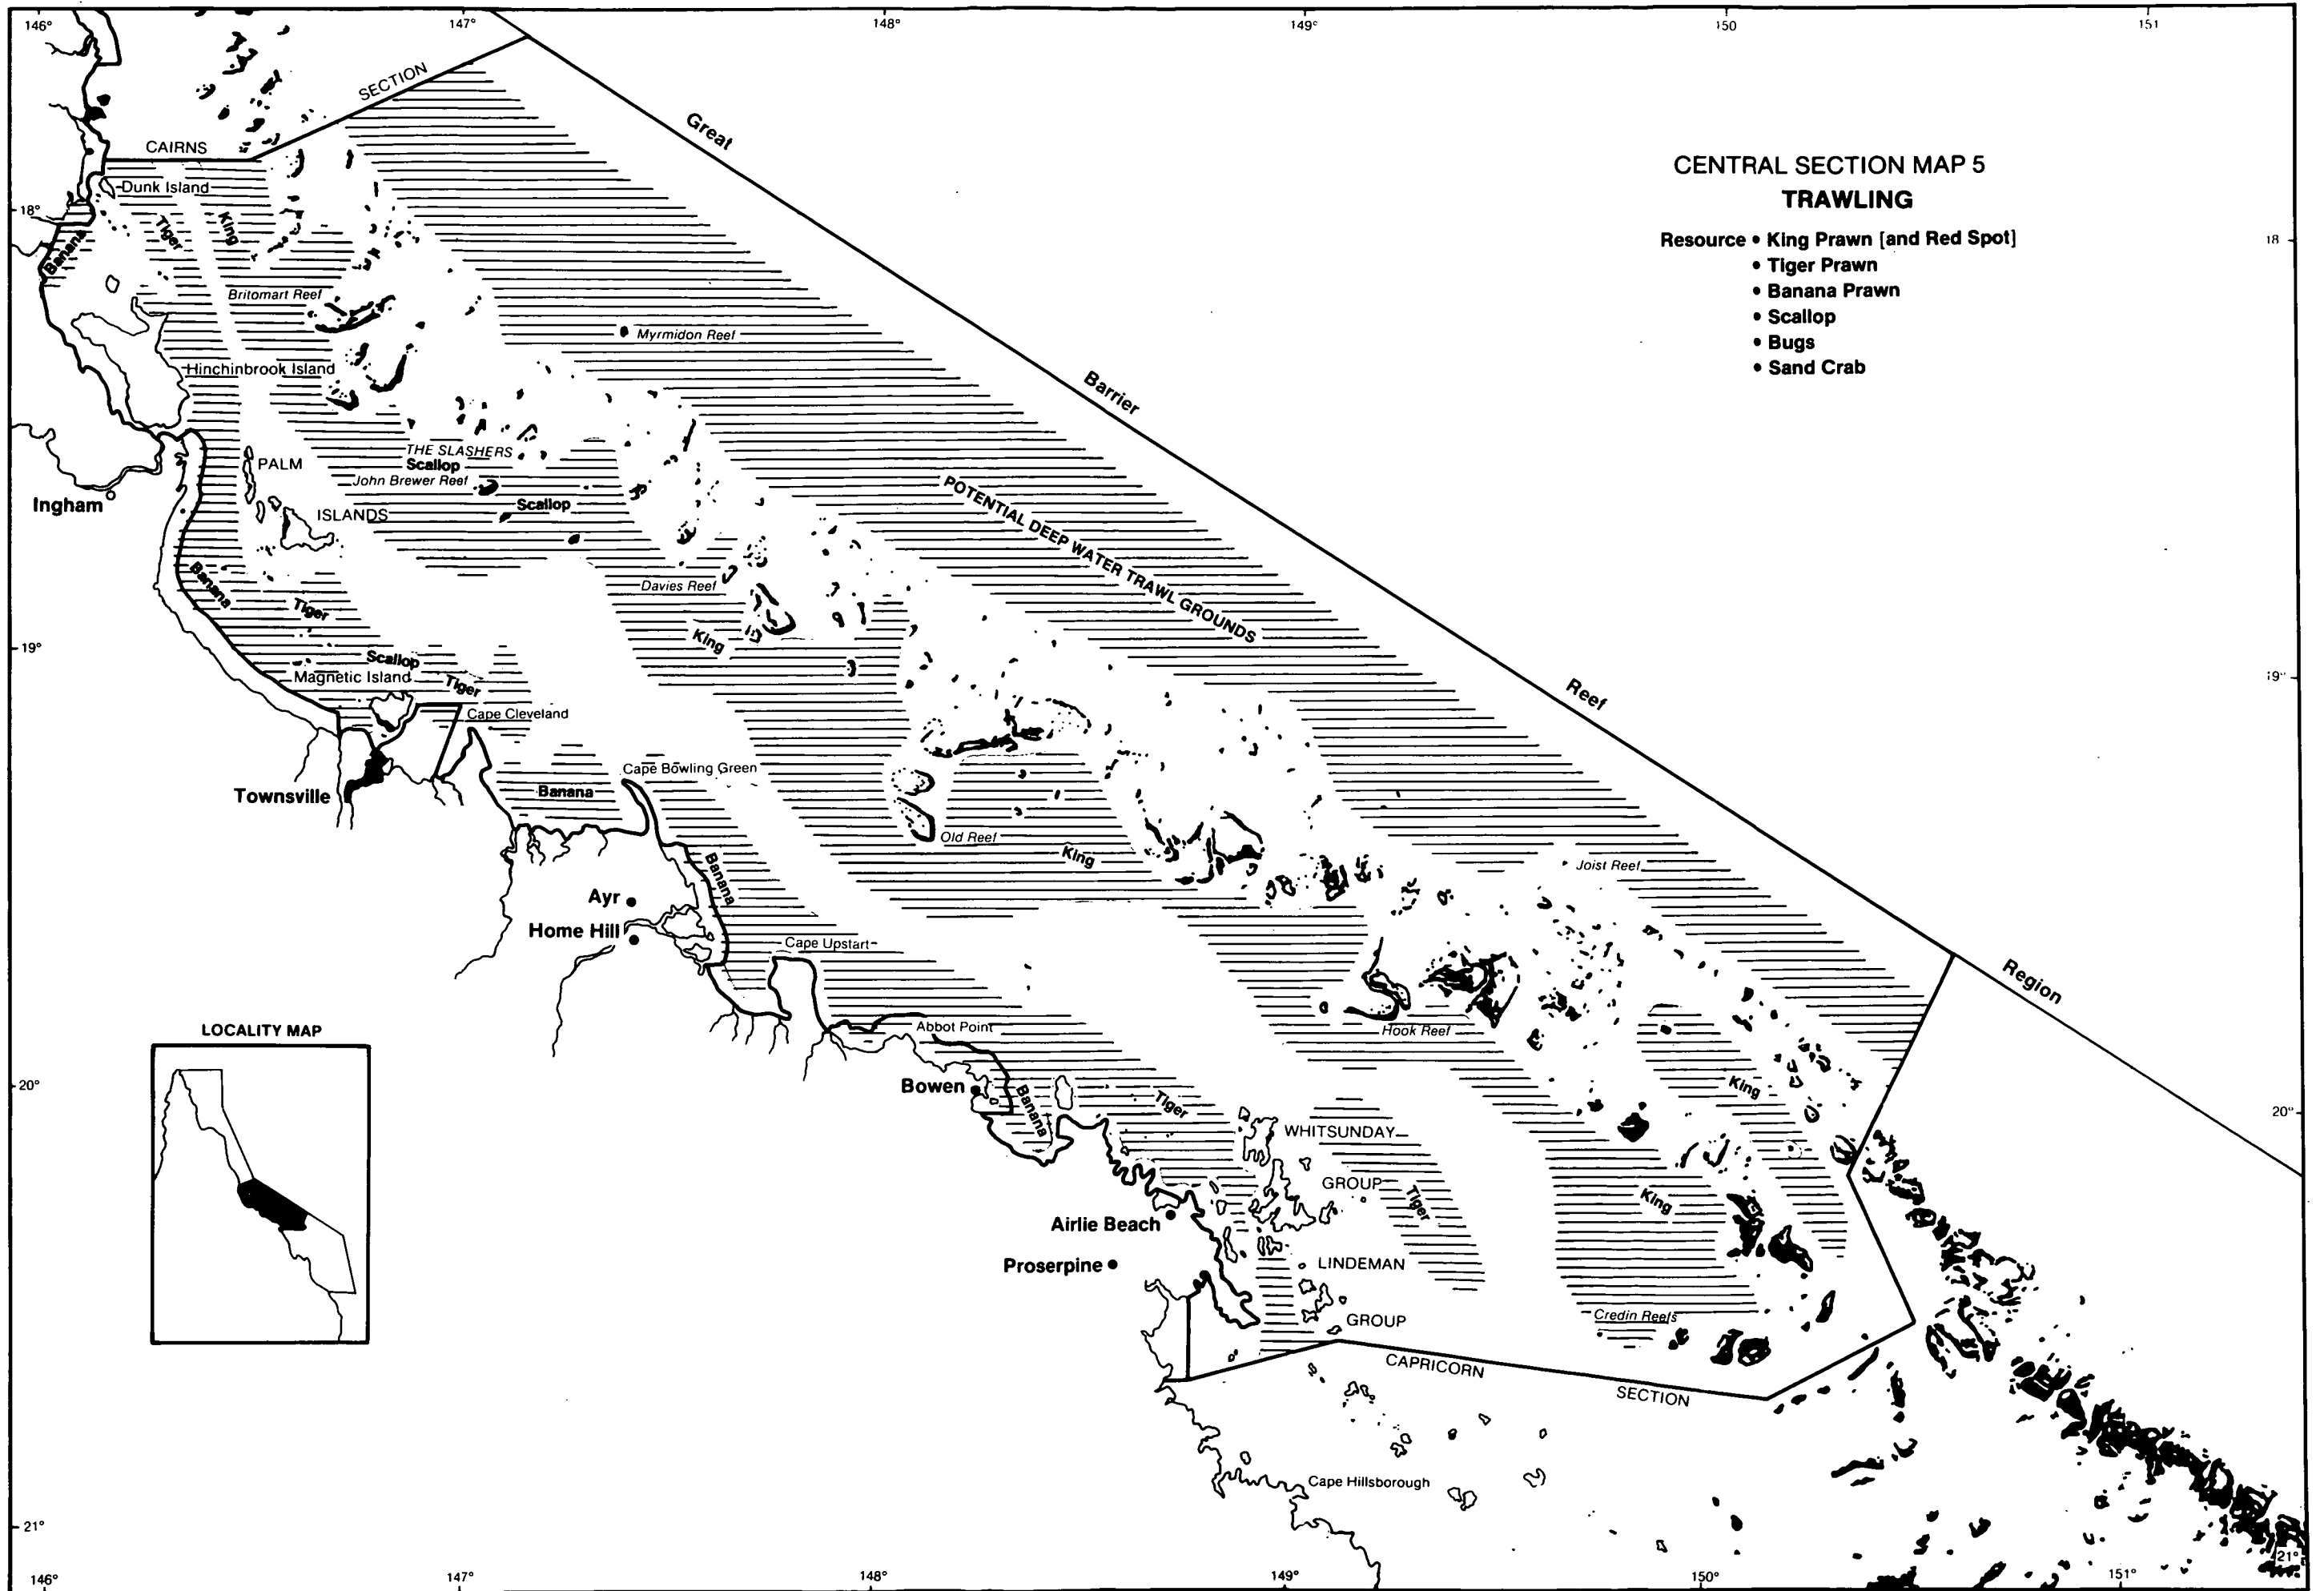 146°
147°
148°
149°
150
151
SECTION
Great
CAIRNS
CENTRAL SECTION MAP 5
TRAWLING
Dunk Island
18°
Tiger
King
Banana
Resource • King Prawn [and Red Spot]
• Tiger Prawn
• Banana Prawn
• Scallop
• Bugs
• Sand Crab
18
Britomart Reef
Myrmidon Reef
Hinchinbrook Island
Barrier
THE SLASHERS
Scallop
PALM
John Brewer Reef
Scallop
Ingham
ISLANDS
POTENTIAL DEEP WATER TRAWL GROUNDS
Banana
Davies Reef
Tiger
King
19°
Scallop
Magnetic Island
Tiger
19°
Reef
Cape Cleveland
Cape Bowling Green
Banana
Townsville
Old Reef
King
Joist Reef
Banana
Ayr
Home Hill
Cape Upstart
Region
Abbot Point
Hook Reef
LOCALITY MAP
20°
Bowen
Banana
Tiger
King
20°
WHITSUNDAY
GROUP
Tiger
King
Airlie Beach
Proserpine
LINDEMAN
Credin Reefs
GROUP
CAPRICORN
SECTION
Cape Hillsborough
21°
21°
146°
147°
148°
149°
150°
151°